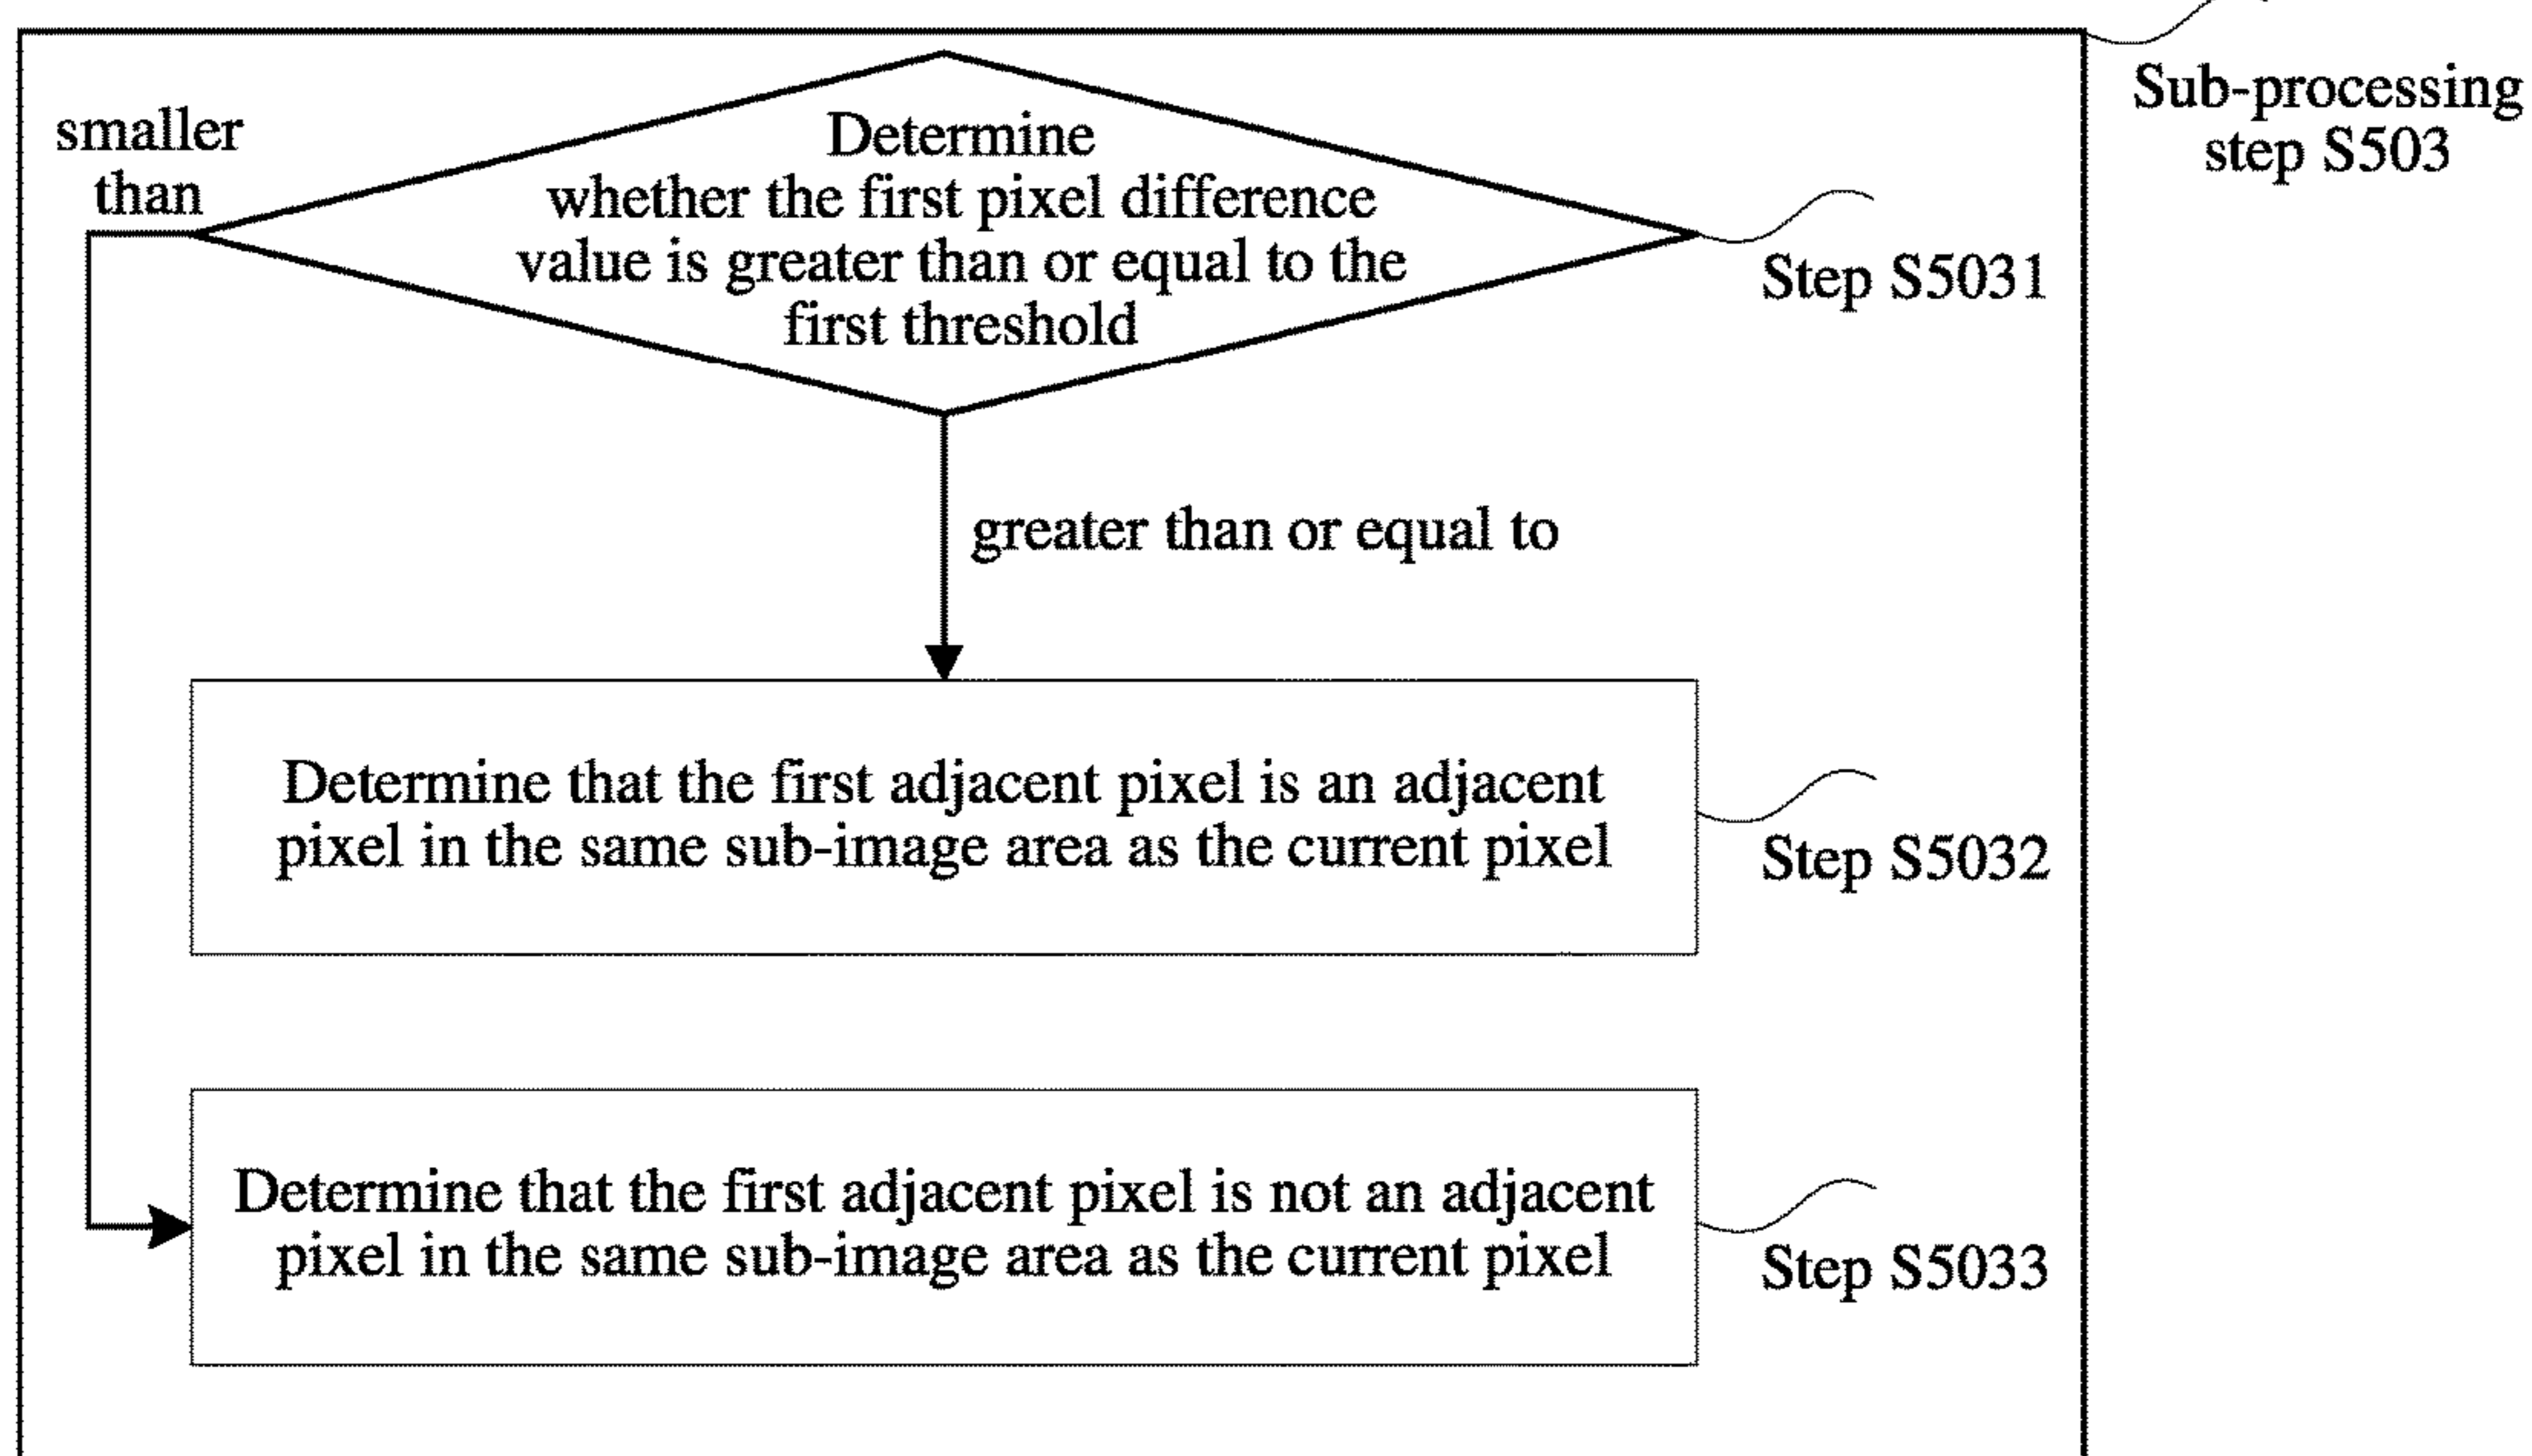 Sub-processing
step S503
smaller
than
Determine
whether the first pixel difference
value is greater than or equal to the
first threshold
Step S5031
greater than or equal to
Determine that the first adjacent pixel is an adjacent
pixel in the same sub-image area as the current pixel
Step S5032
Determine that the first adjacent pixel is not an adjacent
pixel in the same sub-image area as the current pixel
Step S5033